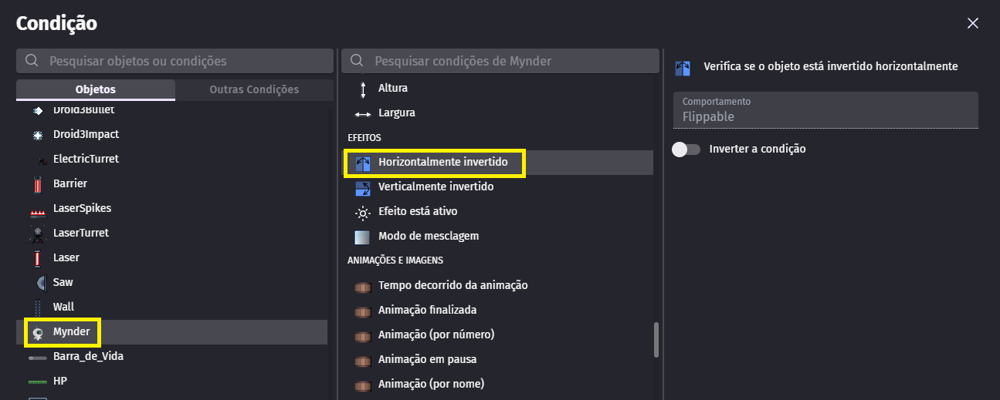 Condição
Pesquisar objetos ou condições
Objetos
Outras Condições
Droid3Bullet
Droid3Impact
ElectricTurret
Barrier
LaserSpikes
LaserTurret
Laser
Saw
Wall
Mynder
Barra_de_Vida
HP
Pesquisar condições de Mynder
Altura
Largura
EFEITOS
Horizontalmente invertido
Verticalmente invertido
Efeito está ativo
Modo de mesclagem
ANIMAÇÕES E IMAGENS
Tempo decorrido da animação
Animação finalizada
Animação (por número)
Animação em pausa
Animação (por nome)
Verifica se o objeto está invertido horizontalmente
Comportamento
Flippable
Inverter a condição